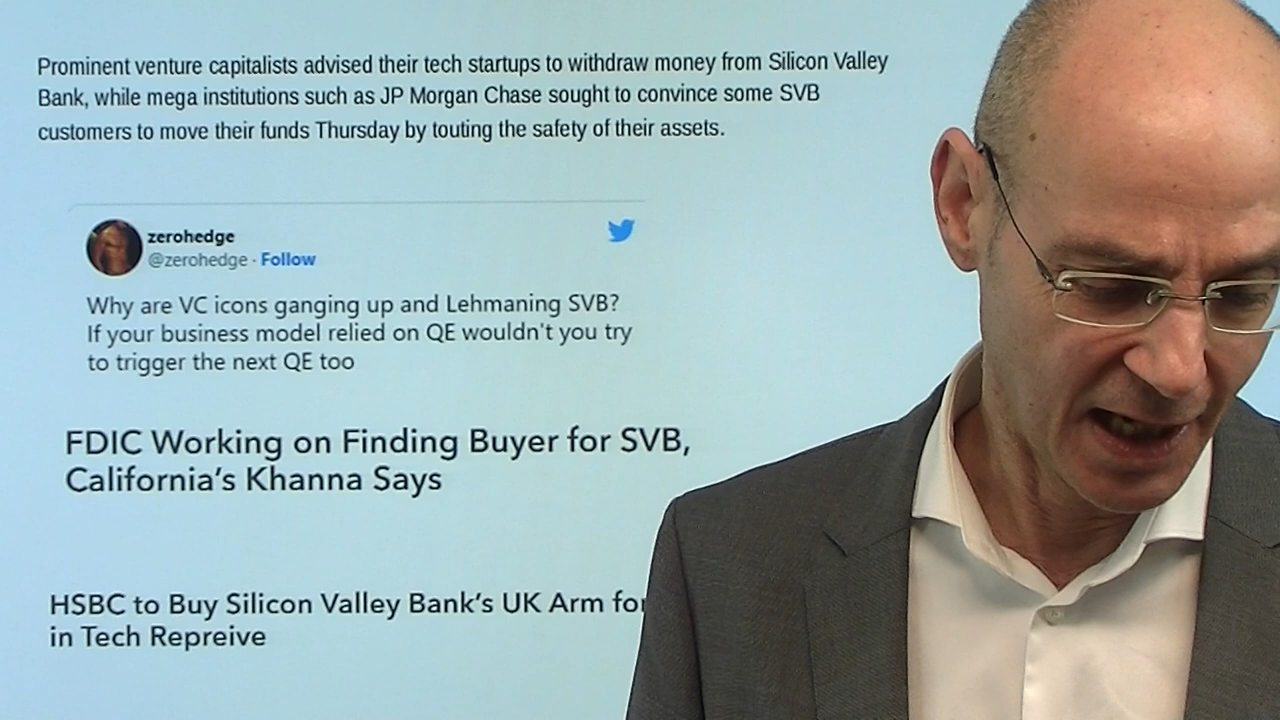 Prominent venture capitalists advised their tech startups to withdraw money from Silicon Valley
Bank, while mega institutions such as JP Morgan Chase sought to convince some SVB
customers to move their funds Thursday by touting the safety of their assets.
zerohedge
@zerohedge · Follow
Why are VC icons ganging up and Lehmaning SVB?
If your business model relied on QE wouldn't you try
to trigger the next QE too
FDIC Working on Finding Buyer for SVB,
California's Khanna Says
HSBC to Buy Silicon Valley Bank's UK Arm for
in Tech Repreive